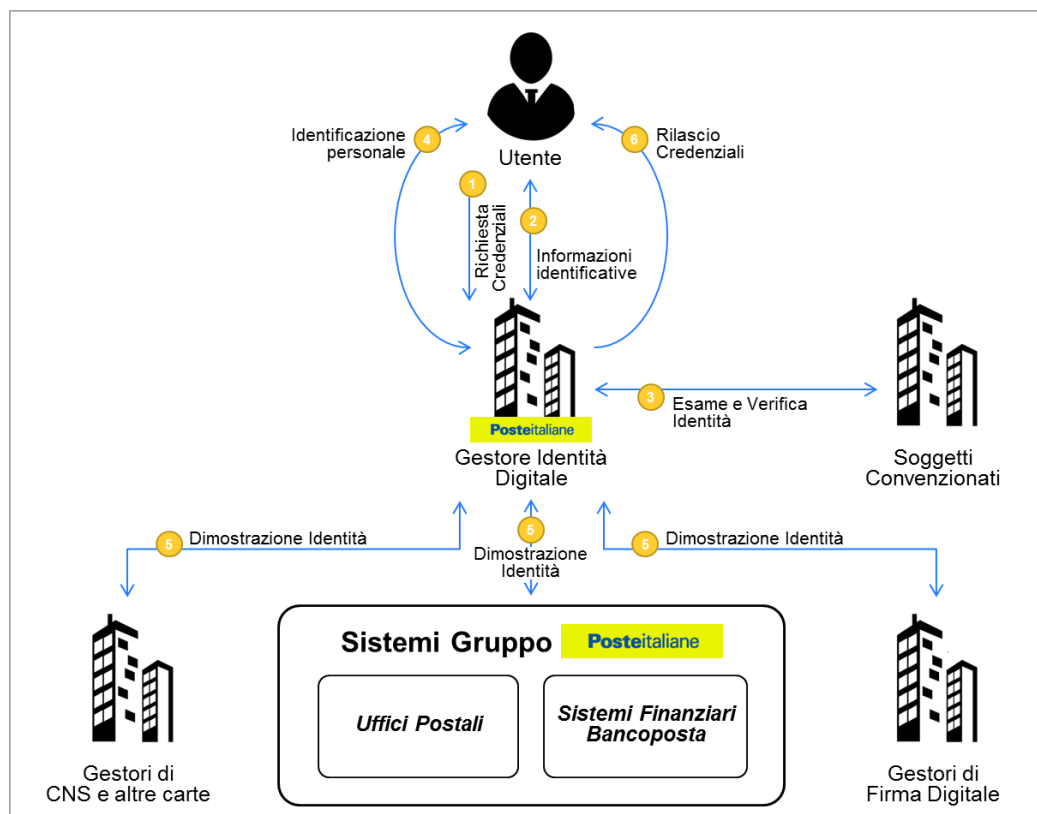 Utente
Identificazione
personale
4
6
Rilascio
Credenziali
1
Richiesta
Credenziali
2
Informazioni
identificative
3
Esame e Verifica
Identità
Posteitaliane
Gestore Identità
Digitale
Soggetti
Convenzionati
5
Dimostrazione Identità
5
Dimostrazione
Identità
5
Dimostrazione Identità
Sistemi Gruppo Posteitaliane
Uffici Postali
Sistemi Finanziari
Bancoposta
Gestori di
CNS e altre carte
Gestori di
Firma Digitale